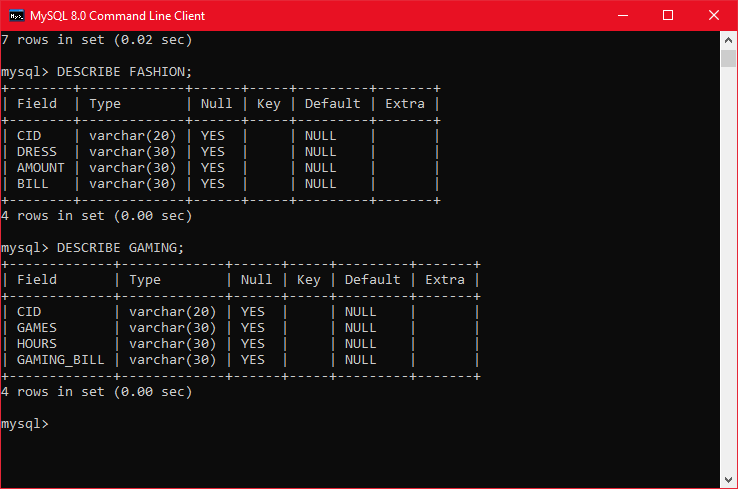 MySQL 8.0 Command Line Client
7 rows in set (0.02 sec)
mysql> DESCRIBE FASHION;
+--------+-------------+------+-----+---------+-------+
| Field  | Type        | Null | Key | Default | Extra |
+--------+-------------+------+-----+---------+-------+
| CID    | varchar(20) | YES  |     | NULL    |       |
| DRESS  | varchar(30) | YES  |     | NULL    |       |
| AMOUNT | varchar(30) | YES  |     | NULL    |       |
| BILL   | varchar(30) | YES  |     | NULL    |       |
+--------+-------------+------+-----+---------+-------+
4 rows in set (0.00 sec)
mysql> DESCRIBE GAMING;
+-------------+-------------+------+-----+---------+-------+
| Field       | Type        | Null | Key | Default | Extra |
+-------------+-------------+------+-----+---------+-------+
| CID         | varchar(20) | YES  |     | NULL    |       |
| GAMES       | varchar(30) | YES  |     | NULL    |       |
| HOURS       | varchar(30) | YES  |     | NULL    |       |
| GAMING_BILL | varchar(30) | YES  |     | NULL    |       |
+-------------+-------------+------+-----+---------+-------+
4 rows in set (0.00 sec)
mysql>